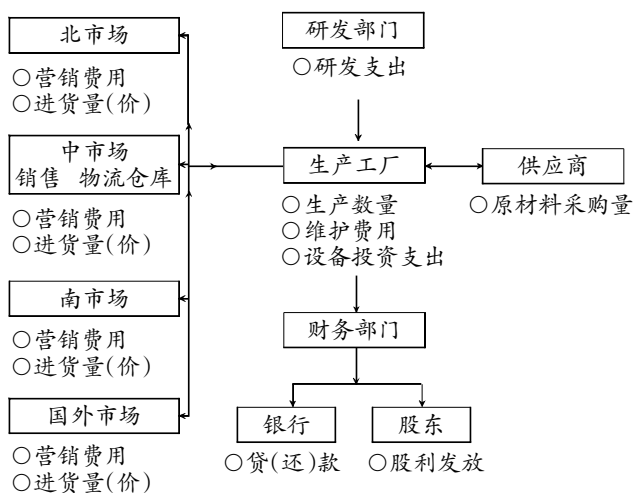 北市场
○营销费用
○进货量(价)
中市场
销售 物流仓库
○营销费用
○进货量(价)
南市场
○营销费用
○进货量(价)
国外市场
○营销费用
○进货量(价)
研发部门
○研发支出
生产工厂
○生产数量
○维护费用
○设备投资支出
供应商
○原材料采购量
财务部门
银行
○贷(还)款
股东
○股利发放